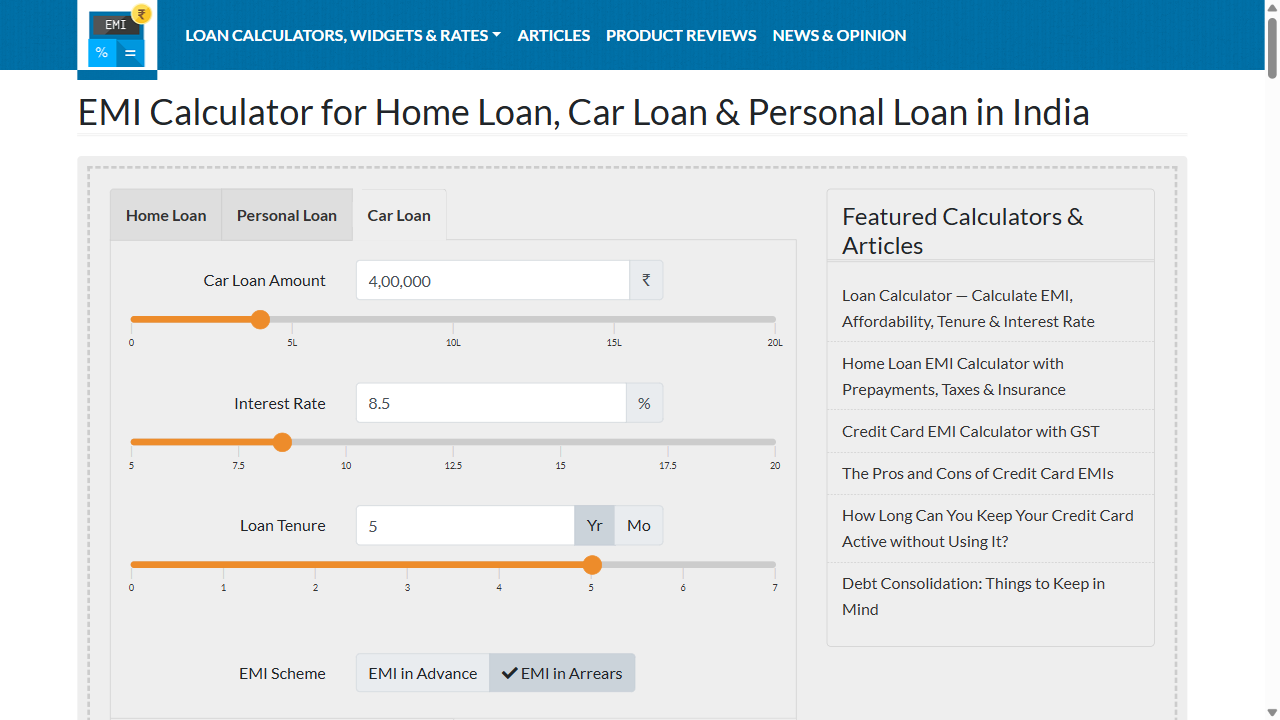 EMI
₹
%
=
LOAN CALCULATORS, WIDGETS & RATES
ARTICLES
PRODUCT REVIEWS
NEWS & OPINION
EMI Calculator for Home Loan, Car Loan & Personal Loan in India
Home Loan
Personal Loan
Car Loan
Car Loan Amount
4,00,000
₹
0
5L
10L
15L
20L
Interest Rate
8.5
%
5
7.5
10
12.5
15
17.5
20
Loan Tenure
5
Yr
Mo
0
1
2
3
4
5
6
7
EMI Scheme
EMI in Advance
EMI in Arrears
Featured Calculators &
Articles
Loan Calculator — Calculate EMI,
Affordability, Tenure & Interest Rate
Home Loan EMI Calculator with
Prepayments, Taxes & Insurance
Credit Card EMI Calculator with GST
The Pros and Cons of Credit Card EMIs
How Long Can You Keep Your Credit Card
Active without Using It?
Debt Consolidation: Things to Keep in
Mind